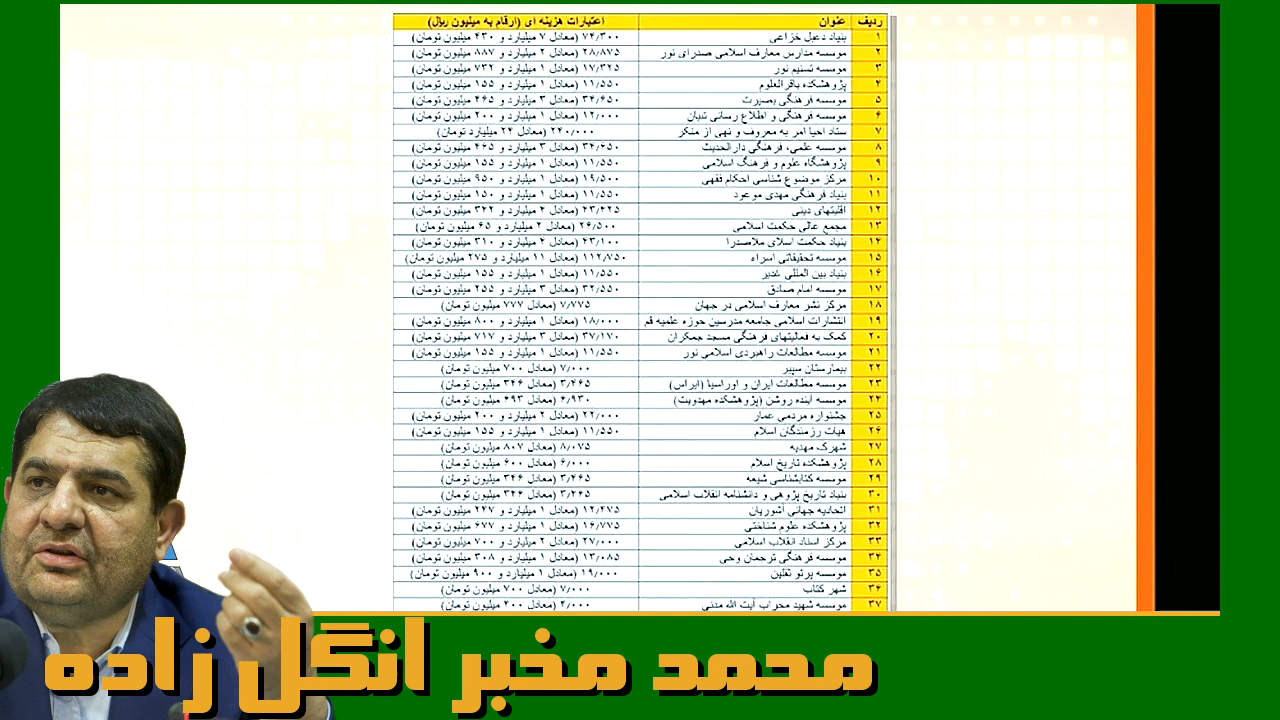 ردیف عنوان اعتبارات هزینه ای (ارقام به میلیون ریال)
۱ بنیاد دعبل خزاعی ۷۴/۳۰۰ (معادل ۷ میلیارد و ۴۳۰ میلیون تومان)
۲ موسسه مدارس معارف اسلامی صدرای نور ۲۸/۸۷۵ (معادل ۲ میلیارد و ۸۸۷ میلیون تومان)
۳ موسسه تسنیم نور ۱۷/۳۲۵ (معادل ۱ میلیارد و ۷۳۲ میلیون تومان)
۴ پژوهشکده باقرالعلوم ۱۱/۵۵۰ (معادل ۱ میلیارد و ۱۵۵ میلیون تومان)
۵ موسسه فرهنگی بصیرت ۳۴/۶۵۰ (معادل ۳ میلیارد و ۴۶۵ میلیون تومان)
۶ موسسه فرهنگی و اطلاع رسانی تبیان ۱۲/۰۰۰ (معادل ۱ میلیارد و ۲۰۰ میلیون تومان)
۷ ستاد احیا امر به معروف و نهی از منکر ۲۴۰/۰۰۰ (معادل ۲۴ میلیارد تومان)
۸ موسسه علمی، فرهنگی دارالحدیث ۳۴/۶۵۰ (معادل ۳ میلیارد و ۴۶۵ میلیون تومان)
۹ پژوهشگاه علوم و فرهنگ اسلامی ۱۱/۵۵۰ (معادل ۱ میلیارد و ۱۵۵ میلیون تومان)
۱۰ مرکز موضوع شناسی احکام فقهی ۱۹/۵۰۰ (معادل ۱ میلیارد و ۹۵۰ میلیون تومان)
۱۱ بنیاد فرهنگی مهدی موعود ۱۱/۵۵۰ (معادل ۱ میلیارد و ۱۵۰ میلیون تومان)
۱۲ اقلیتهای دینی ۴۳/۴۲۵ (معادل ۴ میلیارد و ۳۴۲ میلیون تومان)
۱۳ مجمع عالی حکمت اسلامی ۲۶/۵۰۰ (معادل ۲ میلیارد و ۶۵ میلیون تومان)
۱۴ بنیاد حکمت اسلای ملاصدرا ۴۳/۱۰۰ (معادل ۴ میلیارد و ۳۱۰ میلیون تومان)
۱۵ موسسه تحقیقاتی اسراء ۱۱۲/۷۵۰ (معادل ۱۱ میلیارد و ۲۷۵ میلیون تومان)
۱۶ بنیاد بین المللی غدیر ۱۱/۵۵۰ (معادل ۱ میلیارد و ۱۵۵ میلیون تومان)
۱۷ موسسه امام صادق ۳۲/۵۵۰ (معادل ۳ میلیارد و ۲۵۵ میلیون تومان)
۱۸ مرکز نشر معارف اسلامی در جهان ۷/۷۷۵ (معادل ۷۷۷ میلیون تومان)
۱۹ انتشارات اسلامی جامعه مدرسین حوزه علمیه قم ۱۸/۰۰۰ (معادل ۱ میلیارد و ۸۰۰ میلیون تومان)
۲۰ کمک به فعالیتهای فرهنگی مسجد جمکران ۳۷/۱۷۰ (معادل ۳ میلیارد و ۷۱۷ میلیون تومان)
۲۱ موسسه مطالعات راهبردی اسلامی نور ۱۱/۵۵۰ (معادل ۱ میلیارد و ۱۵۵ میلیون تومان)
۲۲ بیمارستان سپیر ۷/۰۰۰ (معادل ۷۰۰ میلیون تومان)
۲۳ موسسه مطالعات ایران و اوراسیا (ایراس) ۳/۴۶۵ (معادل ۳۴۶ میلیون تومان)
۲۴ موسسه آینده روشن (پژوهشکده مهدویت) ۶/۹۳۰ (معادل ۶۹۳ میلیون تومان)
۲۵ جشنواره مردمی عمار ۲۲/۰۰۰ (معادل ۲ میلیارد و ۲۰۰ میلیون تومان)
۲۶ هیات رزمندگان اسلام ۱۱/۵۵۰ (معادل ۱ میلیارد و ۱۵۵ میلیون تومان)
۲۷ شهرک مهدیه ۸/۰۷۵ (معادل ۸۰۷ میلیون تومان)
۲۸ پژوهشکده تاریخ اسلام ۶/۰۰۰ (معادل ۶۰۰ میلیون تومان)
۲۹ موسسه کتابشناسی شیعه ۳/۴۶۵ (معادل ۳۴۶ میلیون تومان)
۳۰ بنیاد تاریخ پژوهی و دانشنامه انقلاب اسلامی ۳/۴۶۵ (معادل ۳۴۶ میلیون تومان)
۳۱ اتحادیه جهانی آشوریان ۱۲/۴۷۵ (معادل ۱ میلیارد و ۲۴۷ میلیون تومان)
۳۲ پژوهشکده علوم شناختی ۱۶/۷۷۵ (معادل ۱ میلیارد و ۶۷۷ میلیون تومان)
۳۳ مرکز اسناد انقلاب اسلامی ۲۷/۰۰۰ (معادل ۲ میلیارد و ۷۰۰ میلیون تومان)
۳۴ موسسه فرهنگی ترجمان وحی ۱۳/۰۸۵ (معادل ۱ میلیارد و ۳۰۸ میلیون تومان)
۳۵ موسسه پرتو ثقلین ۱۹/۰۰۰ (معادل ۱ میلیارد و ۹۰۰ میلیون تومان)
۳۶ شهر کتاب ۷/۰۰۰ (معادل ۷۰۰ میلیون تومان)
۳۷ موسسه شهید محراب آیت الله مدنی ۴/۰۰۰ (معادل ۴۰۰ میلیون تومان)
محمد مخبر انگل زاده